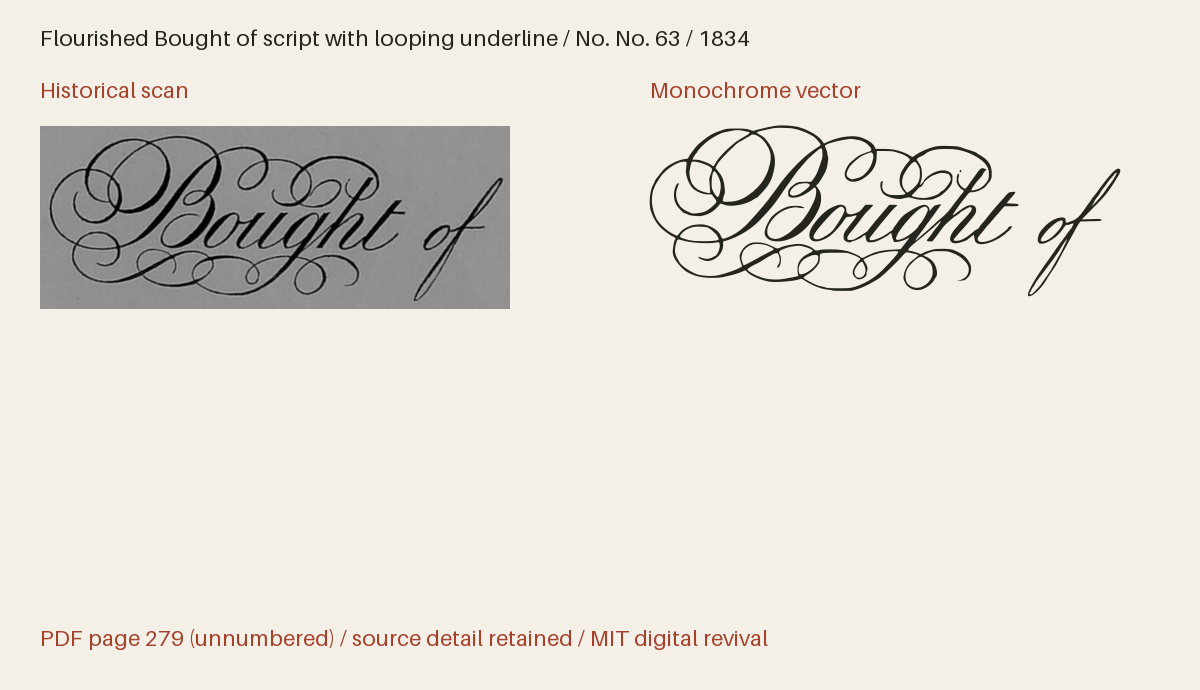 Flourished Bought of script with looping underline / No. No. 63 / 1834
Historical scan
Monochrome vector
Bought of
Bought of
PDF page 279 (unnumbered) / source detail retained / MIT digital revival